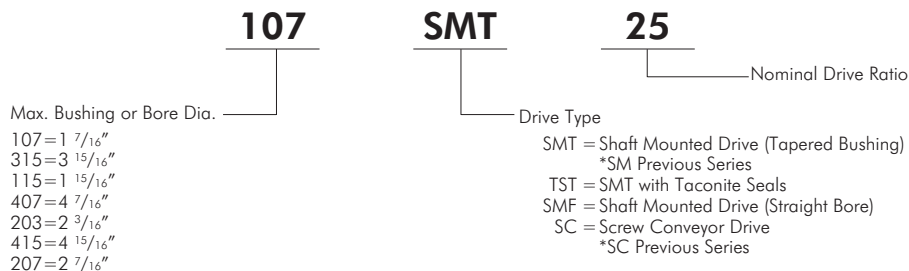 107 SMT 25
Nominal Drive Ratio
Max. Bushing or Bore Dia.
107=1 7/16"
315=3 15/16"
115=1 15/16"
407=4 7/16"
203=2 3/16"
415=4 15/16"
207=2 7/16"
Drive Type
SMT = Shaft Mounted Drive (Tapered Bushing)
*SM Previous Series
TST = SMT with Taconite Seals
SMF = Shaft Mounted Drive (Straight Bore)
SC = Screw Conveyor Drive
*SC Previous Series